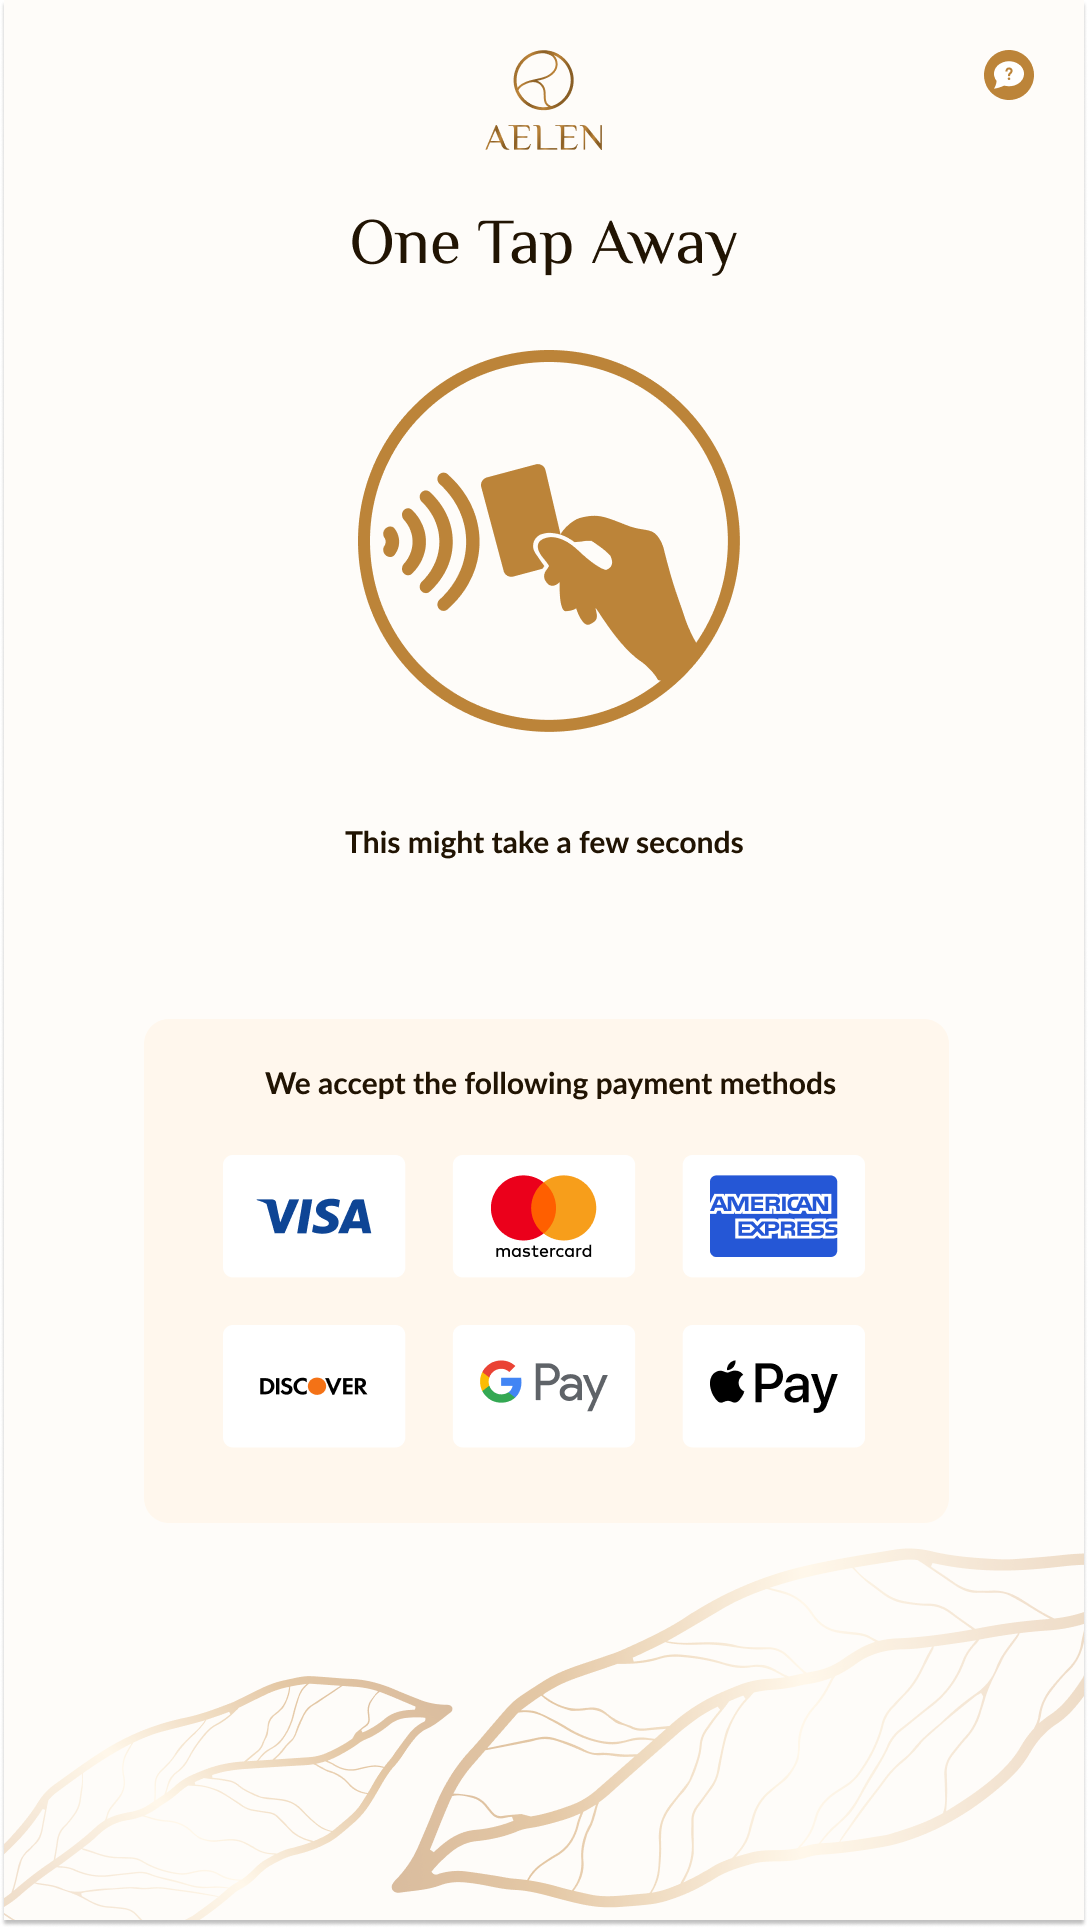 AELEN
?
One Tap Away
This might take a few seconds
We accept the following payment methods
VISA
mastercard
AMERICAN
EXPRESS
DISCOVER
G Pay
Pay